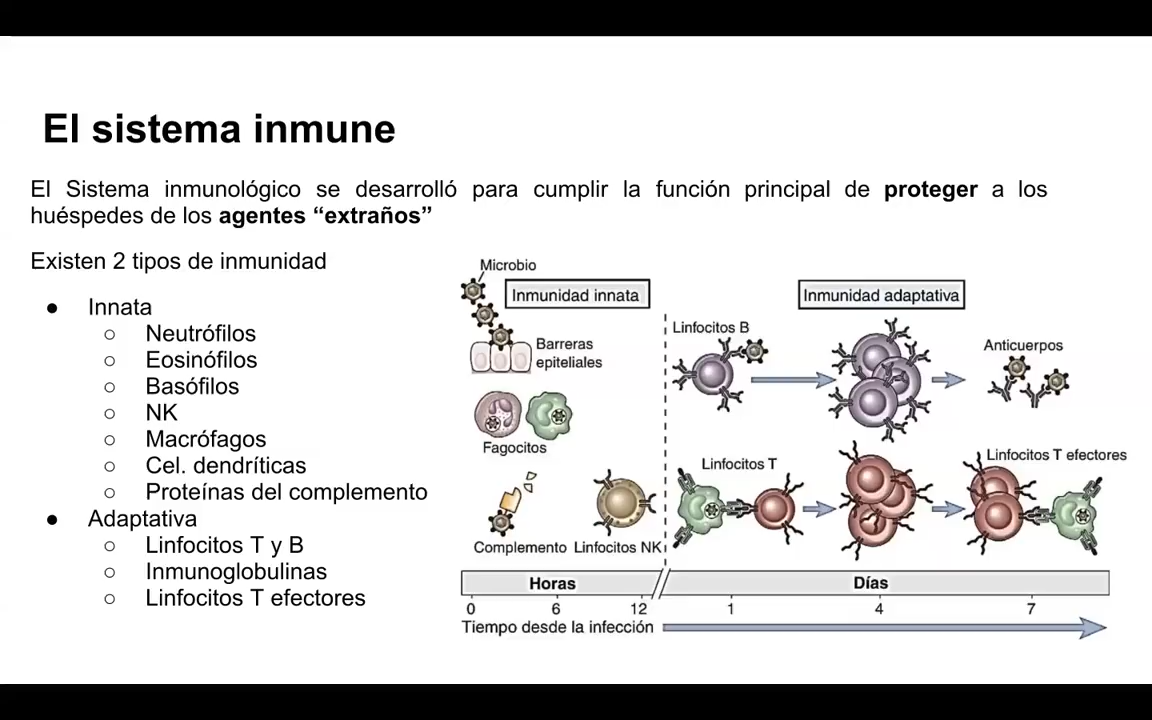 El sistema inmune
El Sistema inmunológico se desarrolló para cumplir la función principal de proteger a los
huéspedes de los agentes “extraños”
Existen 2 tipos de inmunidad
● Innata
○ Neutrófilos
○ Eosinófilos
○ Basófilos
○ NK
○ Macrófagos
○ Cel. dendríticas
○ Proteínas del complemento
● Adaptativa
○ Linfocitos T y B
○ Inmunoglobulinas
○ Linfocitos T efectores
Microbio
Inmunidad innata
Barreras
epiteliales
Fagocitos
Complemento
Linfocitos NK
Inmunidad adaptativa
Linfocitos B
Anticuerpos
Linfocitos T
Linfocitos T efectores
Horas
Días
0 6 12 1 4 7
Tiempo desde la infección